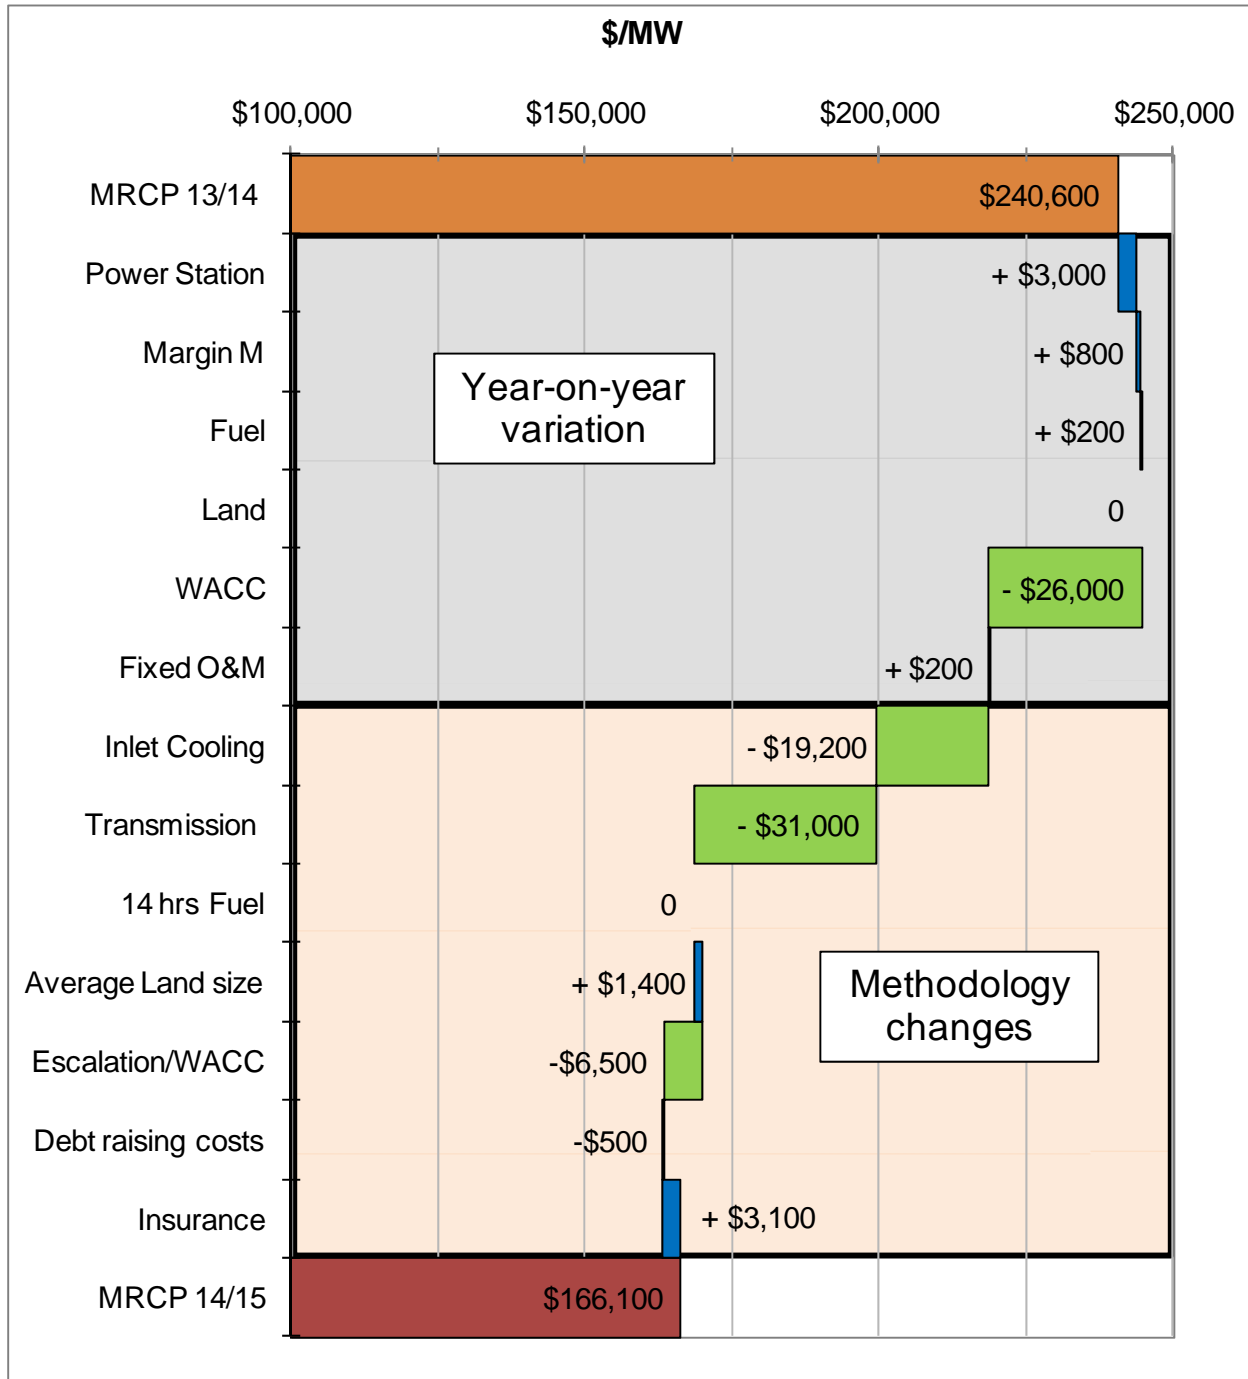 $/MW
$100,000 $150,000 $200,000 $250,000
MRCP 13/14 $240,600
Power Station + $3,000
Margin M + $800
Year-on-year
variation
Fuel + $200
Land 0
WACC - $26,000
Fixed O&M + $200
Inlet Cooling - $19,200
Transmission - $31,000
14 hrs Fuel 0
Average Land size + $1,400
Methodology
changes
Escalation/WACC -$6,500
Debt raising costs -$500
Insurance + $3,100
MRCP 14/15 $166,100